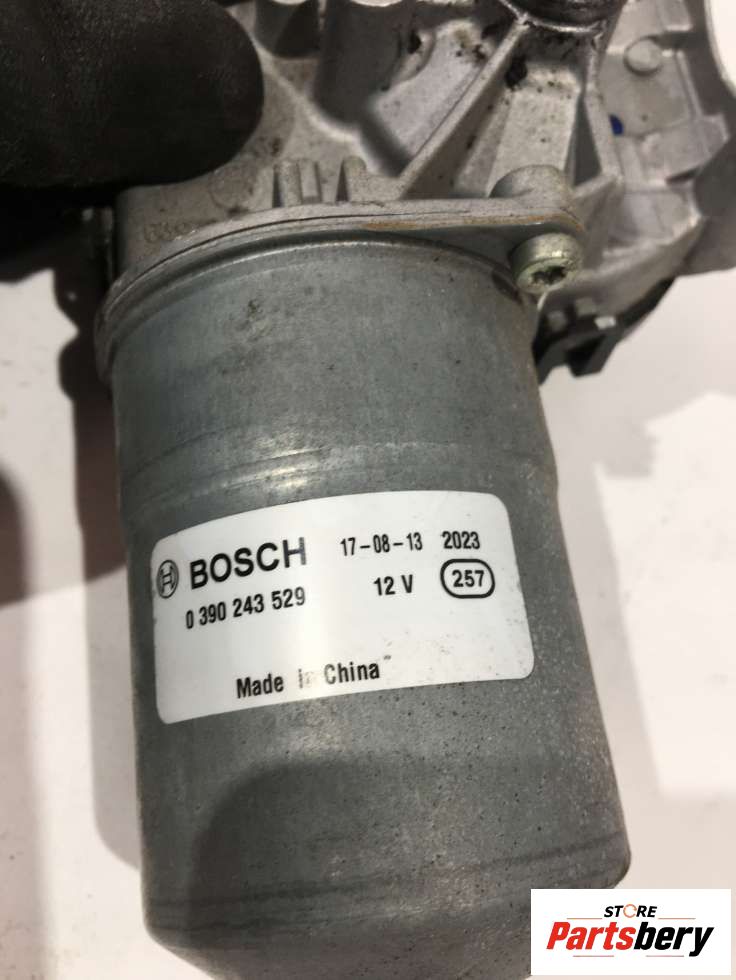 BOSCH 17-08-13 2023
0 390 243 529 12 V 257
Made in China
STORE
Partsbery